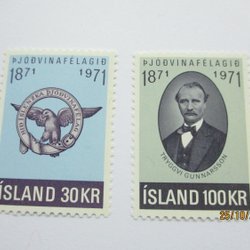 ÞJÓÐVINAFÉLAGIÐ
1871 1971
ÍSLAND 30KR
ÞJÓÐVINAFÉLAGIÐ
1871 1971
TRYGGVI GUNNARSSON
ÍSLAND 100KR